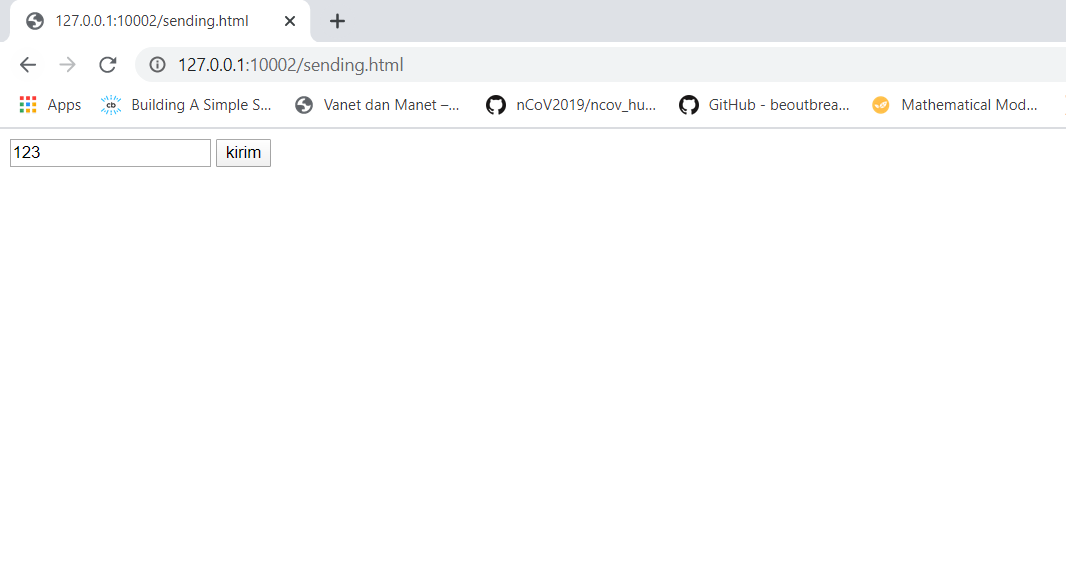 127.0.0.1:10002/sending.html
127.0.0.1:10002/sending.html
Apps cb Building A Simple S... Vanet dan Manet –... nCoV2019/ncov_hu... GitHub - beoutbrea... Mathematical Mod...
123 kirim